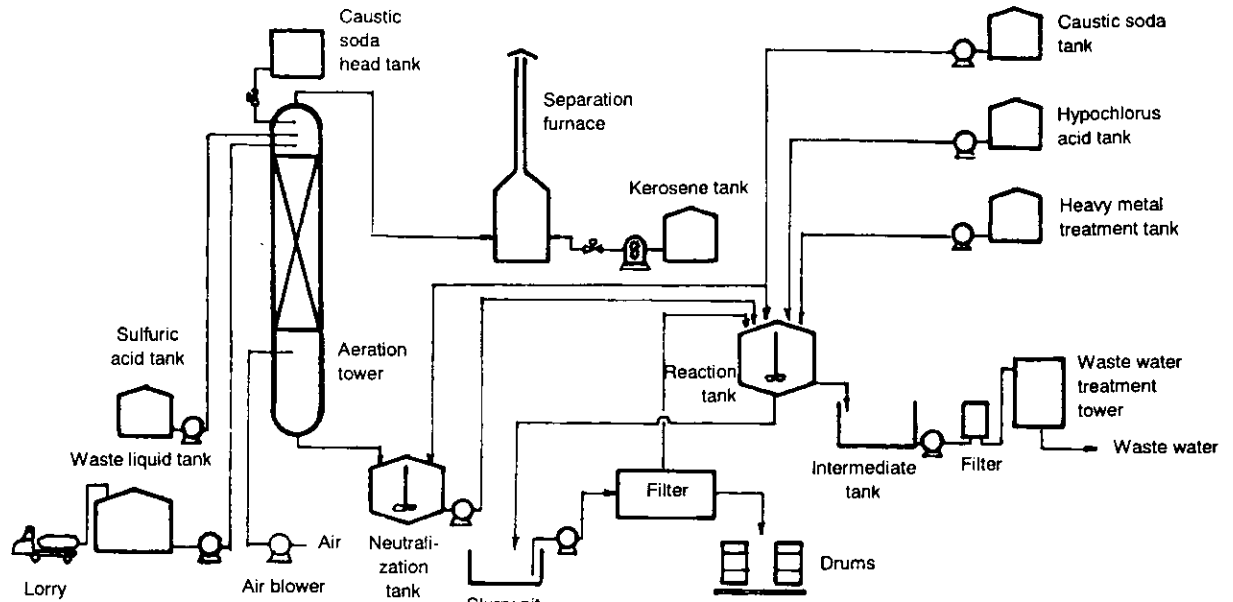 Caustic
soda
head tank
Caustic soda
tank
Separation
furnace
Hypochlorus
acid tank
Kerosene tank
Heavy metal
treatment tank
Sulfuric
acid tank
Aeration
tower
Reaction
tank
Waste water
treatment
tower
Waste liquid tank
Waste water
Intermediate
tank
Filter
Filter
Air
Neutrali-
zation
tank
Drums
Lorry
Air blower